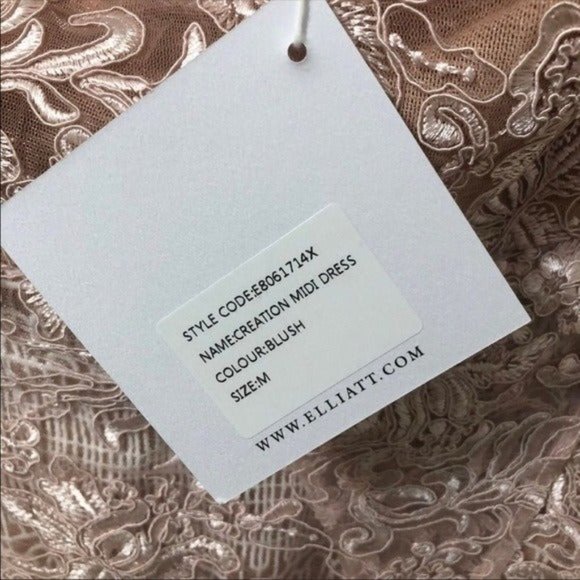 STYLE CODE:E8061714X
NAME:CREATION MIDI DRESS
COLOUR:BLUSH
SIZE:M
WWW.ELLIATT.COM